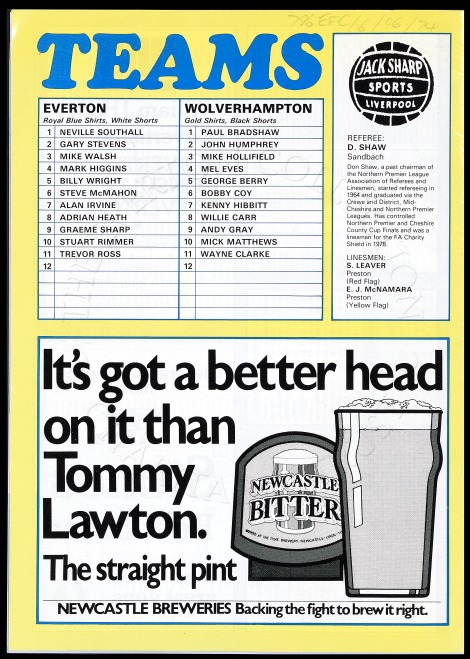 786 EFC/6/96/24
TEAMS
EVERTON
Royal Blue Shirts, White Shorts
1 NEVILLE SOUTHALL
2 GARY STEVENS
3 MIKE WALSH
4 MARK HIGGINS
5 BILLY WRIGHT
6 STEVE McMAHON
7 ALAN IRVINE
8 ADRIAN HEATH
9 GRAEME SHARP
10 STUART RIMMER
11 TREVOR ROSS
12
WOLVERHAMPTON
Gold Shirts, Black Shorts
1 PAUL BRADSHAW
2 JOHN HUMPHREY
3 MIKE HOLLIFIELD
4 MEL EVES
5 GEORGE BERRY
6 BOBBY COY
7 KENNY HIBBITT
8 WILLIE CARR
9 ANDY GRAY
10 MICK MATTHEWS
11 WAYNE CLARKE
12
JACK SHARP
SPORTS
LIVERPOOL
REFEREE:
D. SHAW
Sandbach
Don Shaw, a past chairman of
the Northern Premier League
Association of Referees and
Linesmen, started refereeing in
1964 and graduated via the
Crewe and District, Mid-
Cheshire and Northern Premier
Leagues. Has controlled
Northern Premier and Cheshire
County Cup Finals and was a
linesman for the FA Charity
Shield in 1978.
LINESMEN:
S. LEAVER
Preston
(Red Flag)
E. J. McNAMARA
Preston
(Yellow Flag)
It's got a better head
on it than
Tommy
Lawton.
The straight pint
NEWCASTLE
BITTER
NEWCASTLE BREWERIES Backing the fight to brew it right.